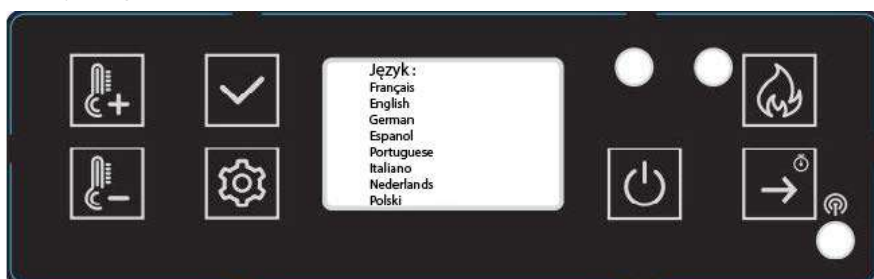 Język :
Français
English
German
Espanol
Portuguese
Italiano
Nederlands
Polski